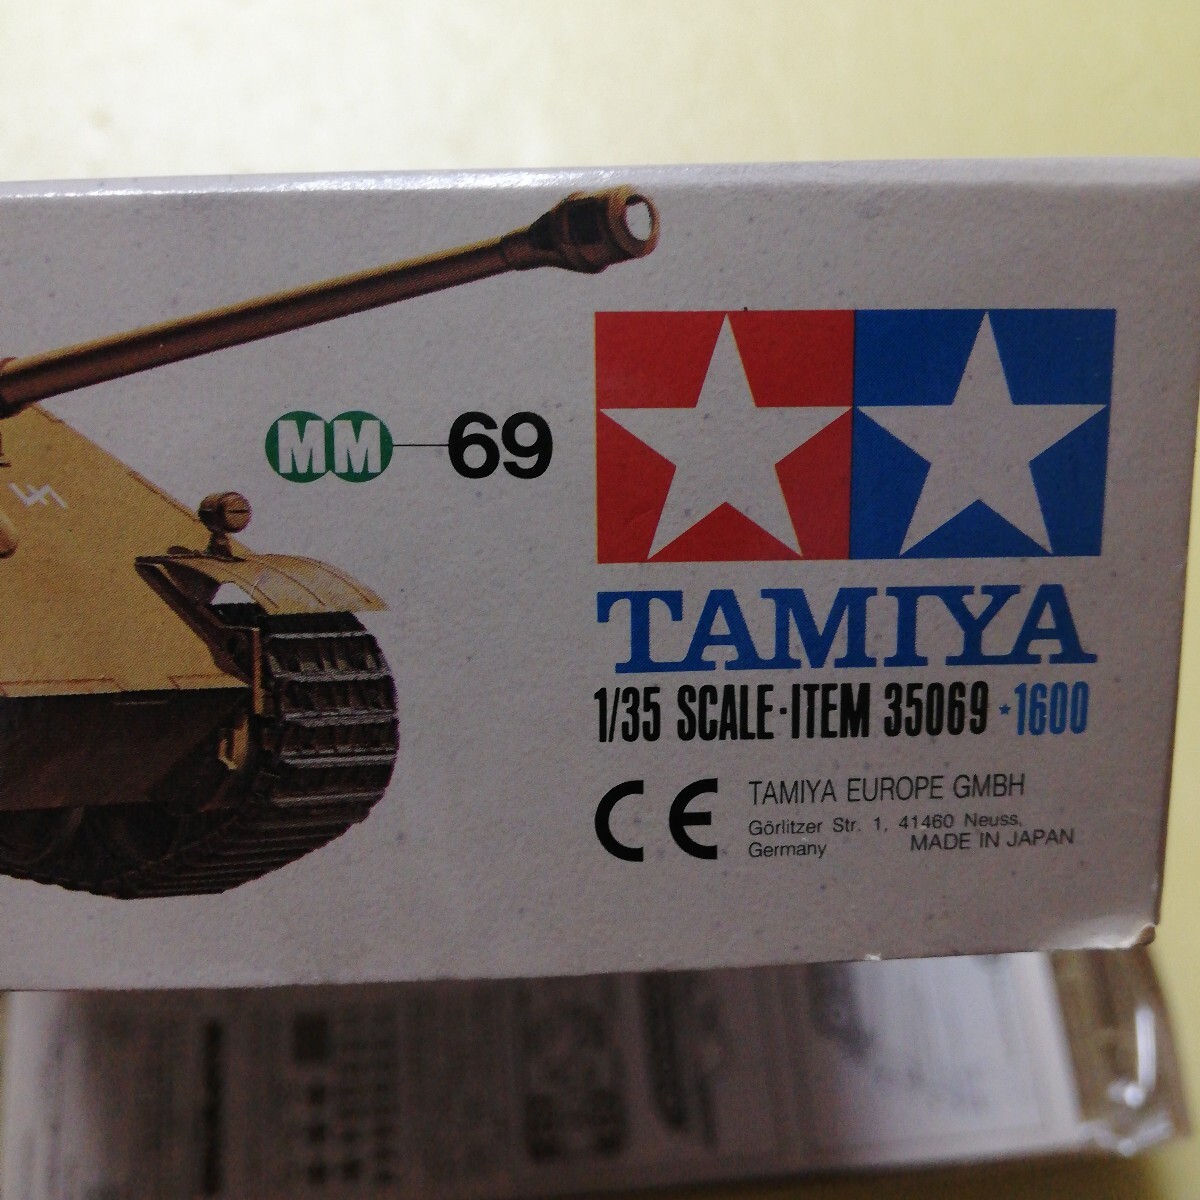 MM-69
TAMIYA
1/35 SCALE·ITEM 35069 ★1600
CE TAMIYA EUROPE GMBH
Görlitzer Str. 1, 41460 Neuss,
Germany MADE IN JAPAN